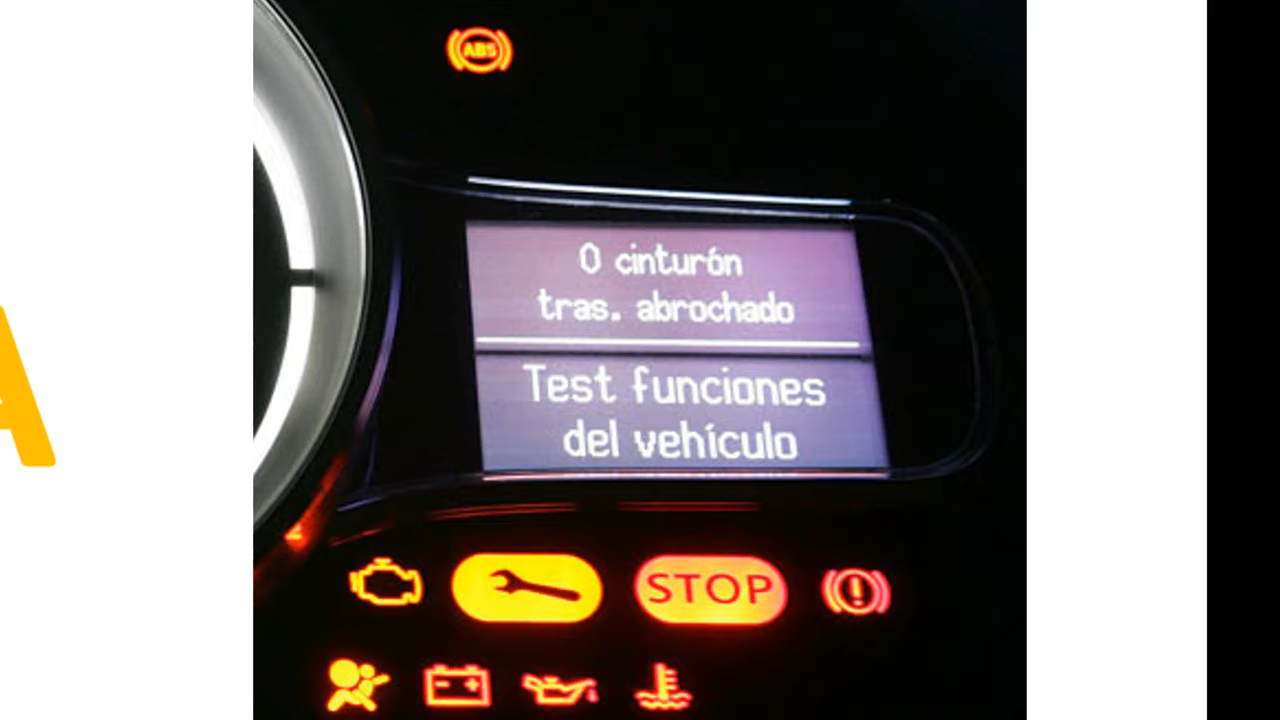 ABS
0 cinturón
tras. abrochado
Test funciones
del vehículo
STOP
A